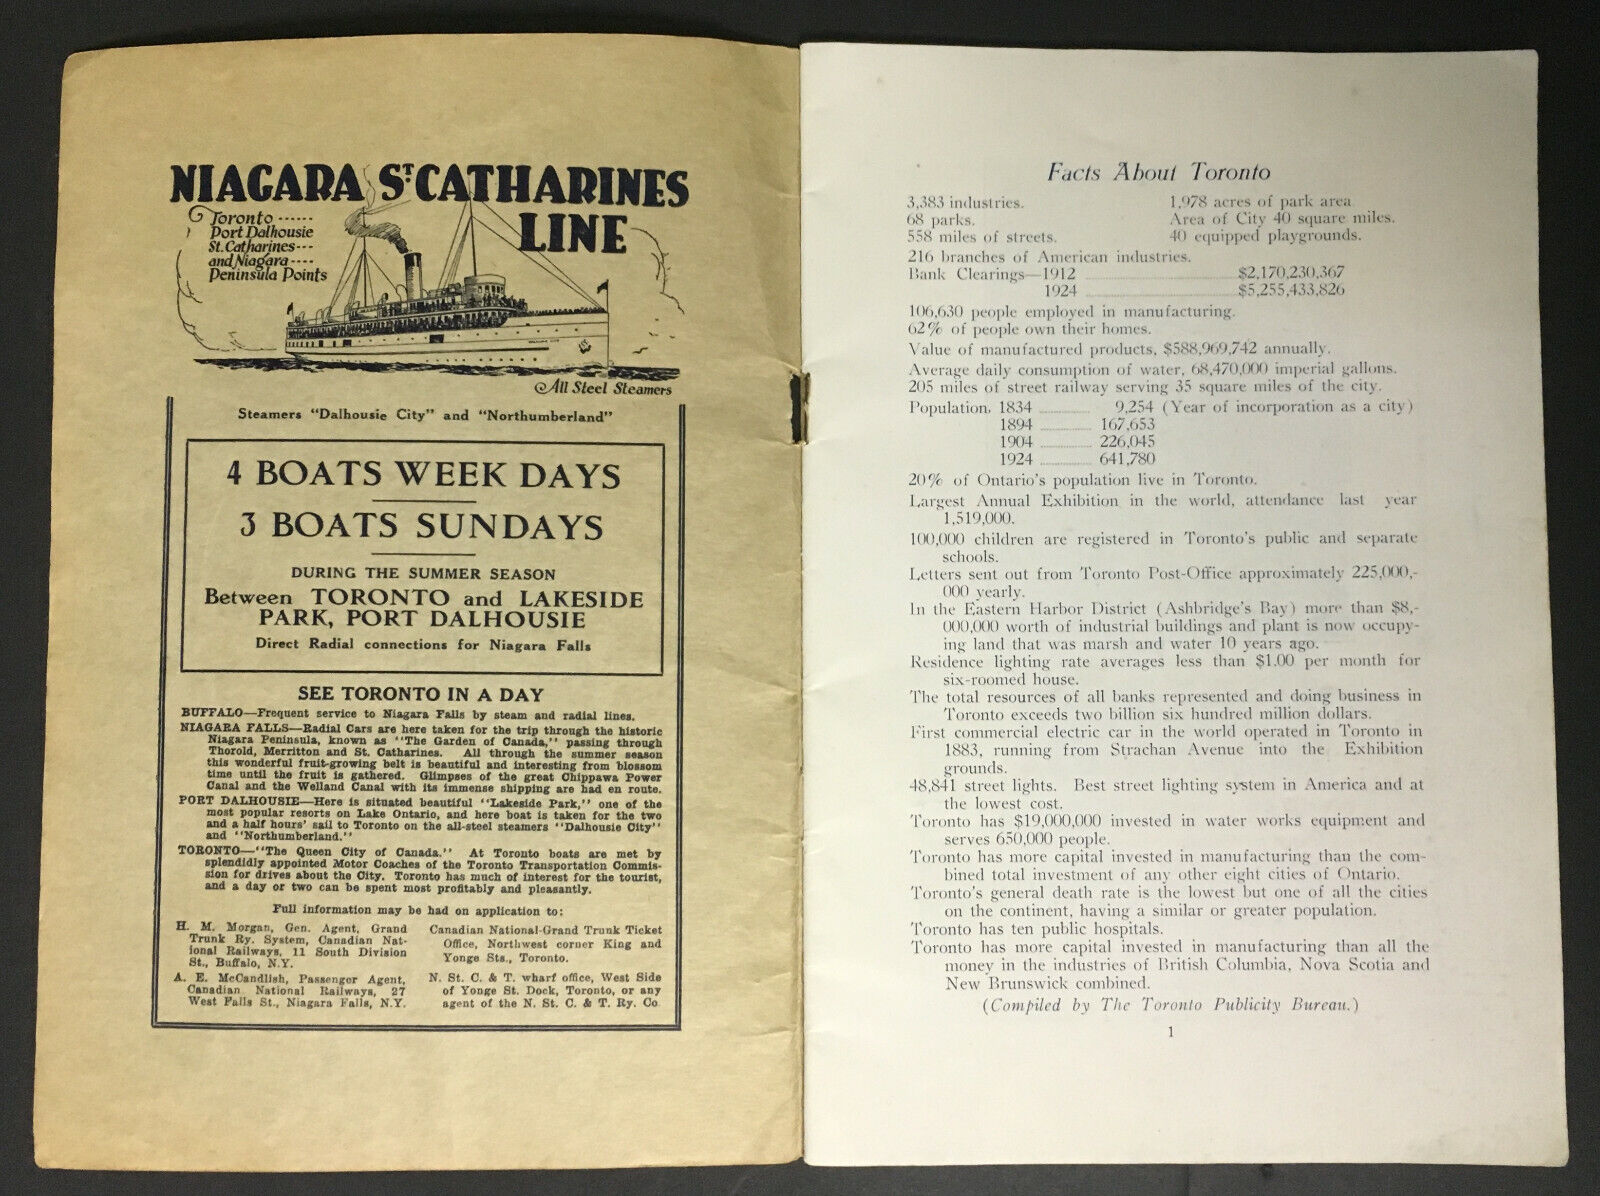 NIAGARA ST. CATHARINES
LINE
Toronto ------
Port Dalhousie
St. Catharines---
and Niagara ----
Peninsula Points
All Steel Steamers
Steamers "Dalhousie City" and "Northumberland"
4 BOATS WEEK DAYS
3 BOATS SUNDAYS
DURING THE SUMMER SEASON
Between TORONTO and LAKESIDE
PARK, PORT DALHOUSIE
Direct Radial connections for Niagara Falls
SEE TORONTO IN A DAY
BUFFALO—Frequent service to Niagara Falls by steam and radial lines.
NIAGARA FALLS—Radial Cars are here taken for the trip through the historic
Niagara Peninsula, known as "The Garden of Canada," passing through
Thorold, Merritton and St. Catharines. All through the summer season
this wonderful fruit-growing belt is beautiful and interesting from blossom
time until the fruit is gathered. Glimpses of the great Chippawa Power
Canal and the Welland Canal with its immense shipping are had en route.
PORT DALHOUSIE—Here is situated beautiful "Lakeside Park," one of the
most popular resorts on Lake Ontario, and here boat is taken for the two
and a half hours' sail to Toronto on the all-steel steamers "Dalhousie City"
and "Northumberland."
TORONTO—"The Queen City of Canada." At Toronto boats are met by
splendidly appointed Motor Coaches of the Toronto Transportation Commis-
sion for drives about the City. Toronto has much of interest for the tourist,
and a day or two can be spent most profitably and pleasantly.
Full information may be had on application to:
H. M. Morgan, Gen. Agent, Grand
Trunk Ry. System, Canadian Nat-
ional Railways, 11 South Division
St., Buffalo, N.Y.
A. E. McCandlish, Passenger Agent,
Canadian National Railways, 27
West Falls St., Niagara Falls, N.Y.
Canadian National-Grand Trunk Ticket
Office, Northwest corner King and
Yonge Sts., Toronto.
N. St. C. & T. wharf office, West Side
of Yonge St. Dock, Toronto, or any
agent of the N. St. C. & T. Ry. Co
Facts About Toronto
3,383 industries. 1,978 acres of park area
68 parks. Area of City 40 square miles.
558 miles of streets. 40 equipped playgrounds.
216 branches of American industries.
Bank Clearings—1912 $2,170,230,367
1924 $5,255,433,826
106,630 people employed in manufacturing.
62% of people own their homes.
Value of manufactured products, $588,969,742 annually.
Average daily consumption of water, 68,470,000 imperial gallons.
205 miles of street railway serving 35 square miles of the city.
Population, 1834 9,254 (Year of incorporation as a city)
1894 167,653
1904 226,045
1924 641,780
20% of Ontario's population live in Toronto.
Largest Annual Exhibition in the world, attendance last year
1,519,000.
100,000 children are registered in Toronto's public and separate
schools.
Letters sent out from Toronto Post-Office approximately 225,000,-
000 yearly.
In the Eastern Harbor District (Ashbridge's Bay) more than $8,-
000,000 worth of industrial buildings and plant is now occupy-
ing land that was marsh and water 10 years ago.
Residence lighting rate averages less than $1.00 per month for
six-roomed house.
The total resources of all banks represented and doing business in
Toronto exceeds two billion six hundred million dollars.
First commercial electric car in the world operated in Toronto in
1883, running from Strachan Avenue into the Exhibition
grounds.
48,841 street lights. Best street lighting system in America and at
the lowest cost.
Toronto has $19,000,000 invested in water works equipment and
serves 650,000 people.
Toronto has more capital invested in manufacturing than the com-
bined total investment of any other eight cities of Ontario.
Toronto's general death rate is the lowest but one of all the cities
on the continent, having a similar or greater population.
Toronto has ten public hospitals.
Toronto has more capital invested in manufacturing than all the
money in the industries of British Columbia, Nova Scotia and
New Brunswick combined.
(Compiled by The Toronto Publicity Bureau.)
1